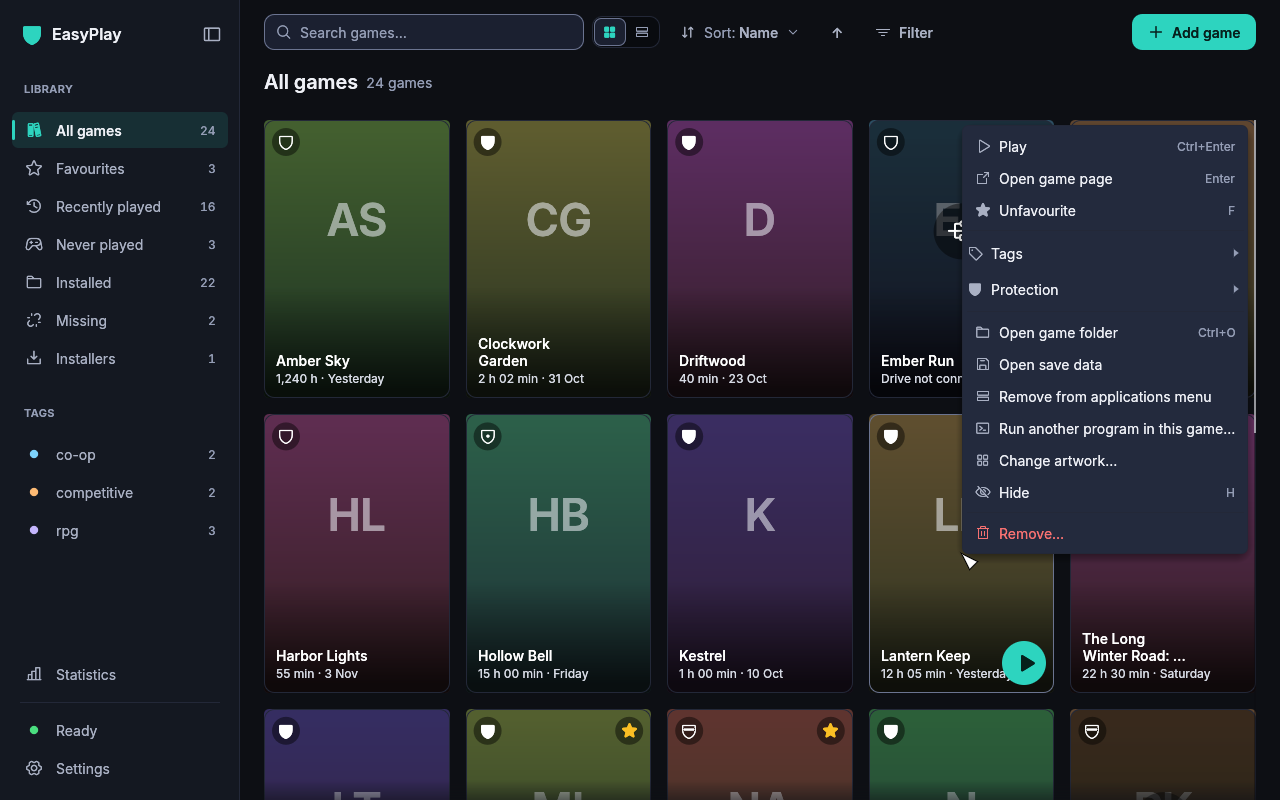 EasyPlay
Search games...
Sort: Name
Filter
Add game
LIBRARY
All games 24
Favourites 3
Recently played 16
Never played 3
Installed 22
Missing 2
Installers 1
TAGS
co-op 2
competitive 2
rpg 3
Statistics
Ready
Settings
All games 24 games
AS
Amber Sky
1,240 h · Yesterday
CG
Clockwork
Garden
2 h 02 min · 31 Oct
D
Driftwood
40 min · 23 Oct
Ember Run
Play Ctrl+Enter
Open game page Enter
Unfavourite F
Tags
Protection
Open game folder Ctrl+O
Open save data
Remove from applications menu
Run another program in this game...
Change artwork...
Hide H
Remove...
HL
Harbor Lights
55 min · 3 Nov
HB
Hollow Bell
15 h 00 min · Friday
K
Kestrel
1 h 00 min · 10 Oct
Lantern Keep
12 h 05 min · Yesterday
The Long
Winter Road: ...
22 h 30 min · Saturday